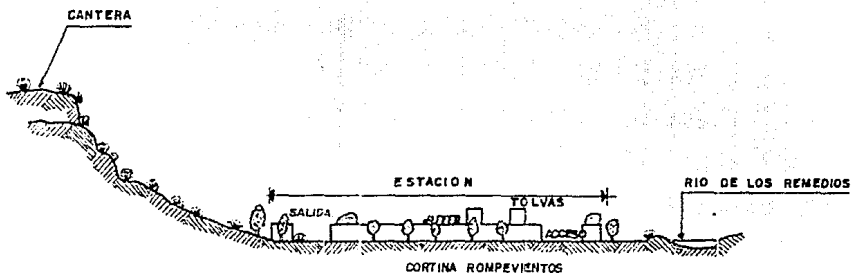 CANTERA
ESTACION
RIO DE LOS REMEDIOS
TOLVAS
SALIDA
ACCESO
CORTINA ROMPEVIENTOS